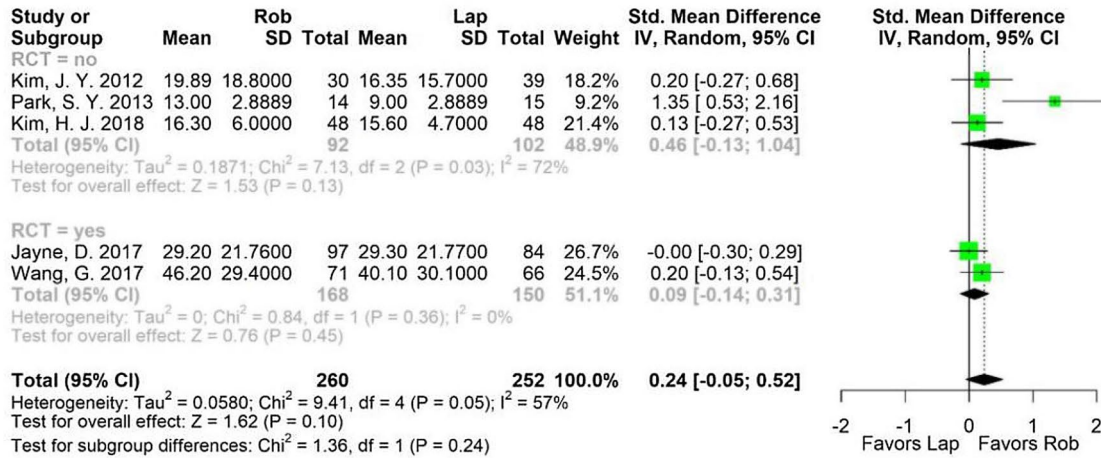 Study or Rob Lap Std. Mean Difference Std. Mean Difference
Subgroup Mean SD Total Mean SD Total Weight IV, Random, 95% CI IV, Random, 95% CI
RCT = no
Kim, J. Y. 2012 19.89 18.8000 30 16.35 15.7000 39 18.2% 0.20 [-0.27; 0.68]
Park, S. Y. 2013 13.00 2.8889 14 9.00 2.8889 15 9.2% 1.35 [ 0.53; 2.16]
Kim, H. J. 2018 16.30 6.0000 48 15.60 4.7000 48 21.4% 0.13 [-0.27; 0.53]
Total (95% CI) 92 102 48.9% 0.46 [-0.13; 1.04]
Heterogeneity: Tau² = 0.1871; Chi² = 7.13, df = 2 (P = 0.03); I² = 72%
Test for overall effect: Z = 1.53 (P = 0.13)
RCT = yes
Jayne, D. 2017 29.20 21.7600 97 29.30 21.7700 84 26.7% -0.00 [-0.30; 0.29]
Wang, G. 2017 46.20 29.4000 71 40.10 30.1000 66 24.5% 0.20 [-0.13; 0.54]
Total (95% CI) 168 150 51.1% 0.09 [-0.14; 0.31]
Heterogeneity: Tau² = 0; Chi² = 0.84, df = 1 (P = 0.36); I² = 0%
Test for overall effect: Z = 0.76 (P = 0.45)
Total (95% CI) 260 252 100.0% 0.24 [-0.05; 0.52]
Heterogeneity: Tau² = 0.0580; Chi² = 9.41, df = 4 (P = 0.05); I² = 57%
Test for overall effect: Z = 1.62 (P = 0.10)
Test for subgroup differences: Chi² = 1.36, df = 1 (P = 0.24)
-2 -1 0 1 2
Favors Lap Favors Rob